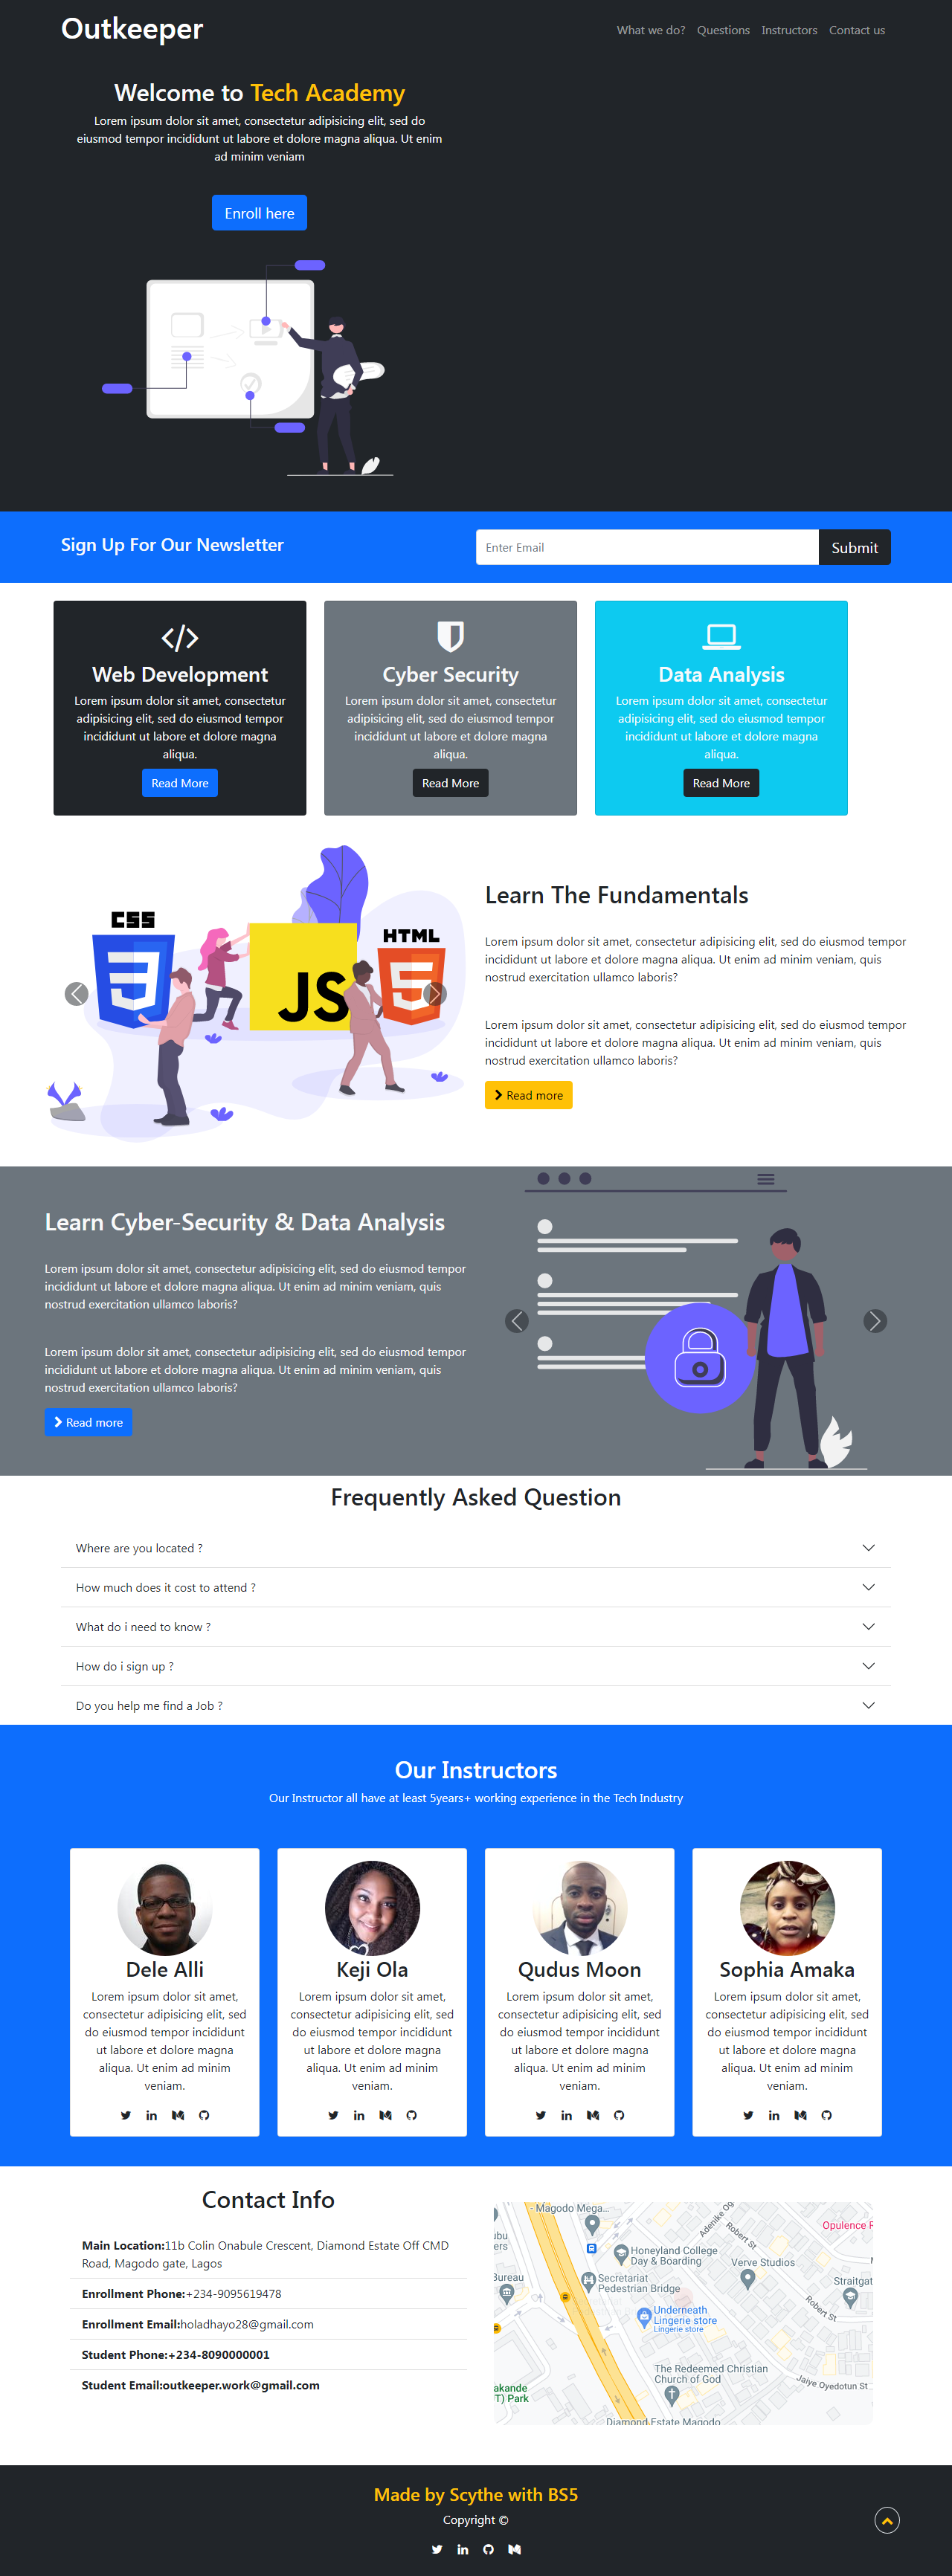 Outkeeper
What we do? Questions Instructors Contact us
Welcome to Tech Academy
Lorem ipsum dolor sit amet, consectetur adipisicing elit, sed do
eiusmod tempor incididunt ut labore et dolore magna aliqua. Ut enim
ad minim veniam
Enroll here
Sign Up For Our Newsletter
Enter Email
Submit
Web Development
Lorem ipsum dolor sit amet, consectetur
adipisicing elit, sed do eiusmod tempor
incididunt ut labore et dolore magna
aliqua.
Read More
Cyber Security
Lorem ipsum dolor sit amet, consectetur
adipisicing elit, sed do eiusmod tempor
incididunt ut labore et dolore magna
aliqua.
Read More
Data Analysis
Lorem ipsum dolor sit amet, consectetur
adipisicing elit, sed do eiusmod tempor
incididunt ut labore et dolore magna
aliqua.
Read More
CSS
JS
HTML
Learn The Fundamentals
Lorem ipsum dolor sit amet, consectetur adipisicing elit, sed do eiusmod tempor
incididunt ut labore et dolore magna aliqua. Ut enim ad minim veniam, quis
nostrud exercitation ullamco laboris?
Lorem ipsum dolor sit amet, consectetur adipisicing elit, sed do eiusmod tempor
incididunt ut labore et dolore magna aliqua. Ut enim ad minim veniam, quis
nostrud exercitation ullamco laboris?
Read more
Learn Cyber-Security & Data Analysis
Lorem ipsum dolor sit amet, consectetur adipisicing elit, sed do eiusmod tempor
incididunt ut labore et dolore magna aliqua. Ut enim ad minim veniam, quis
nostrud exercitation ullamco laboris?
Lorem ipsum dolor sit amet, consectetur adipisicing elit, sed do eiusmod tempor
incididunt ut labore et dolore magna aliqua. Ut enim ad minim veniam, quis
nostrud exercitation ullamco laboris?
Read more
Frequently Asked Question
Where are you located ?
How much does it cost to attend ?
What do i need to know ?
How do i sign up ?
Do you help me find a Job ?
Our Instructors
Our Instructor all have at least 5years+ working experience in the Tech Industry
Dele Alli
Lorem ipsum dolor sit amet,
consectetur adipisicing elit, sed
do eiusmod tempor incididunt
ut labore et dolore magna
aliqua. Ut enim ad minim
veniam.
Keji Ola
Lorem ipsum dolor sit amet,
consectetur adipisicing elit, sed
do eiusmod tempor incididunt
ut labore et dolore magna
aliqua. Ut enim ad minim
veniam.
Qudus Moon
Lorem ipsum dolor sit amet,
consectetur adipisicing elit, sed
do eiusmod tempor incididunt
ut labore et dolore magna
aliqua. Ut enim ad minim
veniam.
Sophia Amaka
Lorem ipsum dolor sit amet,
consectetur adipisicing elit, sed
do eiusmod tempor incididunt
ut labore et dolore magna
aliqua. Ut enim ad minim
veniam.
Contact Info
Main Location:11b Colin Onabule Crescent, Diamond Estate Off CMD
Road, Magodo gate, Lagos
Enrollment Phone:+234-9095619478
Enrollment Email:holadhayo28@gmail.com
Student Phone:+234-8090000001
Student Email:outkeeper.work@gmail.com
- Magodo Mega...
Adenike Og
Robert St
Opulence F
ubu
ers
Honeyland College
Day & Boarding
Verve Studios
Bureau
Secretariat
Pedestrian Bridge
Straitgat
Robert St
Underneath
Lingerie store
Lingerie store
The Redeemed Christian
Church of God
Jaiye Oyedotun St
akande
T) Park
Diamond Estate Magodo
Made by Scythe with BS5
Copyright ©